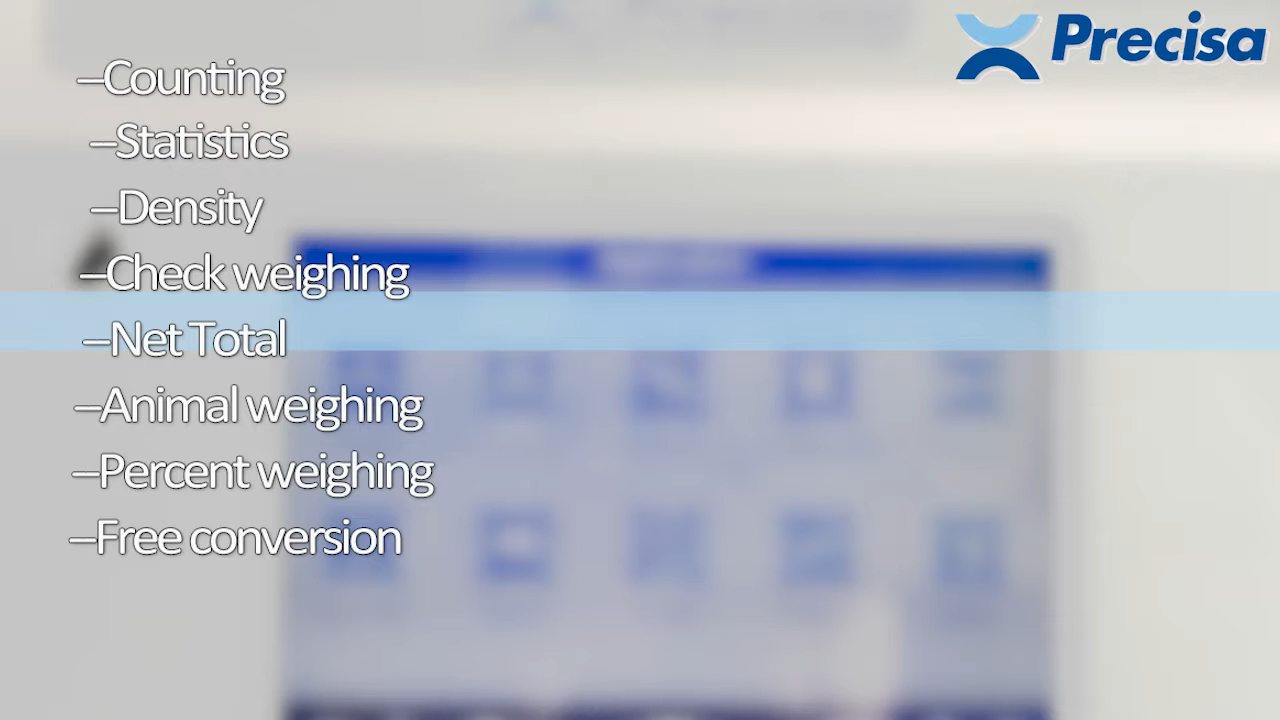 Precisa
–Counting
–Statistics
–Density
–Check weighing
–Net Total
–Animal weighing
–Percent weighing
–Free conversion